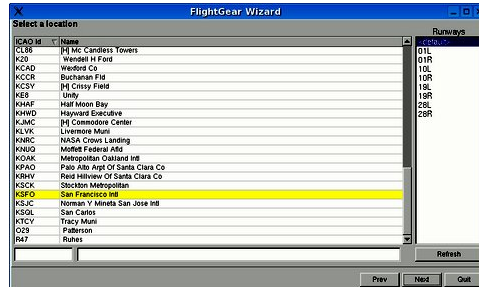 FlightGear Wizard
Select a location
ICAO Id Name
CL86 [H] Mc Candless Towers
K20 Wendell H Ford
KCAD Wexford Co
KCCR Buchanan Fld
KCSY [H] Crissy Field
KE8 Unity
KHAF Half Moon Bay
KHWD Hayward Executive
KJMC [H] Commodore Center
KLVK Livermore Muni
KNRC NASA Crows Landing
KNUQ Moffett Federal Afld
KOAK Metropolitan Oakland Intl
KPAO Palo Alto Arpt Of Santa Clara Co
KRHV Reid Hillview Of Santa Clara Co
KSCK Stockton Metropolitan
KSFO San Francisco Intl
KSJC Norman Y Mineta San Jose Intl
KSQL San Carlos
KTCY Tracy Muni
O29 Patterson
R47 Ruhes
Runways
<default>
01L
01R
10L
10R
19L
19R
28L
28R
Refresh
Prev Next Quit